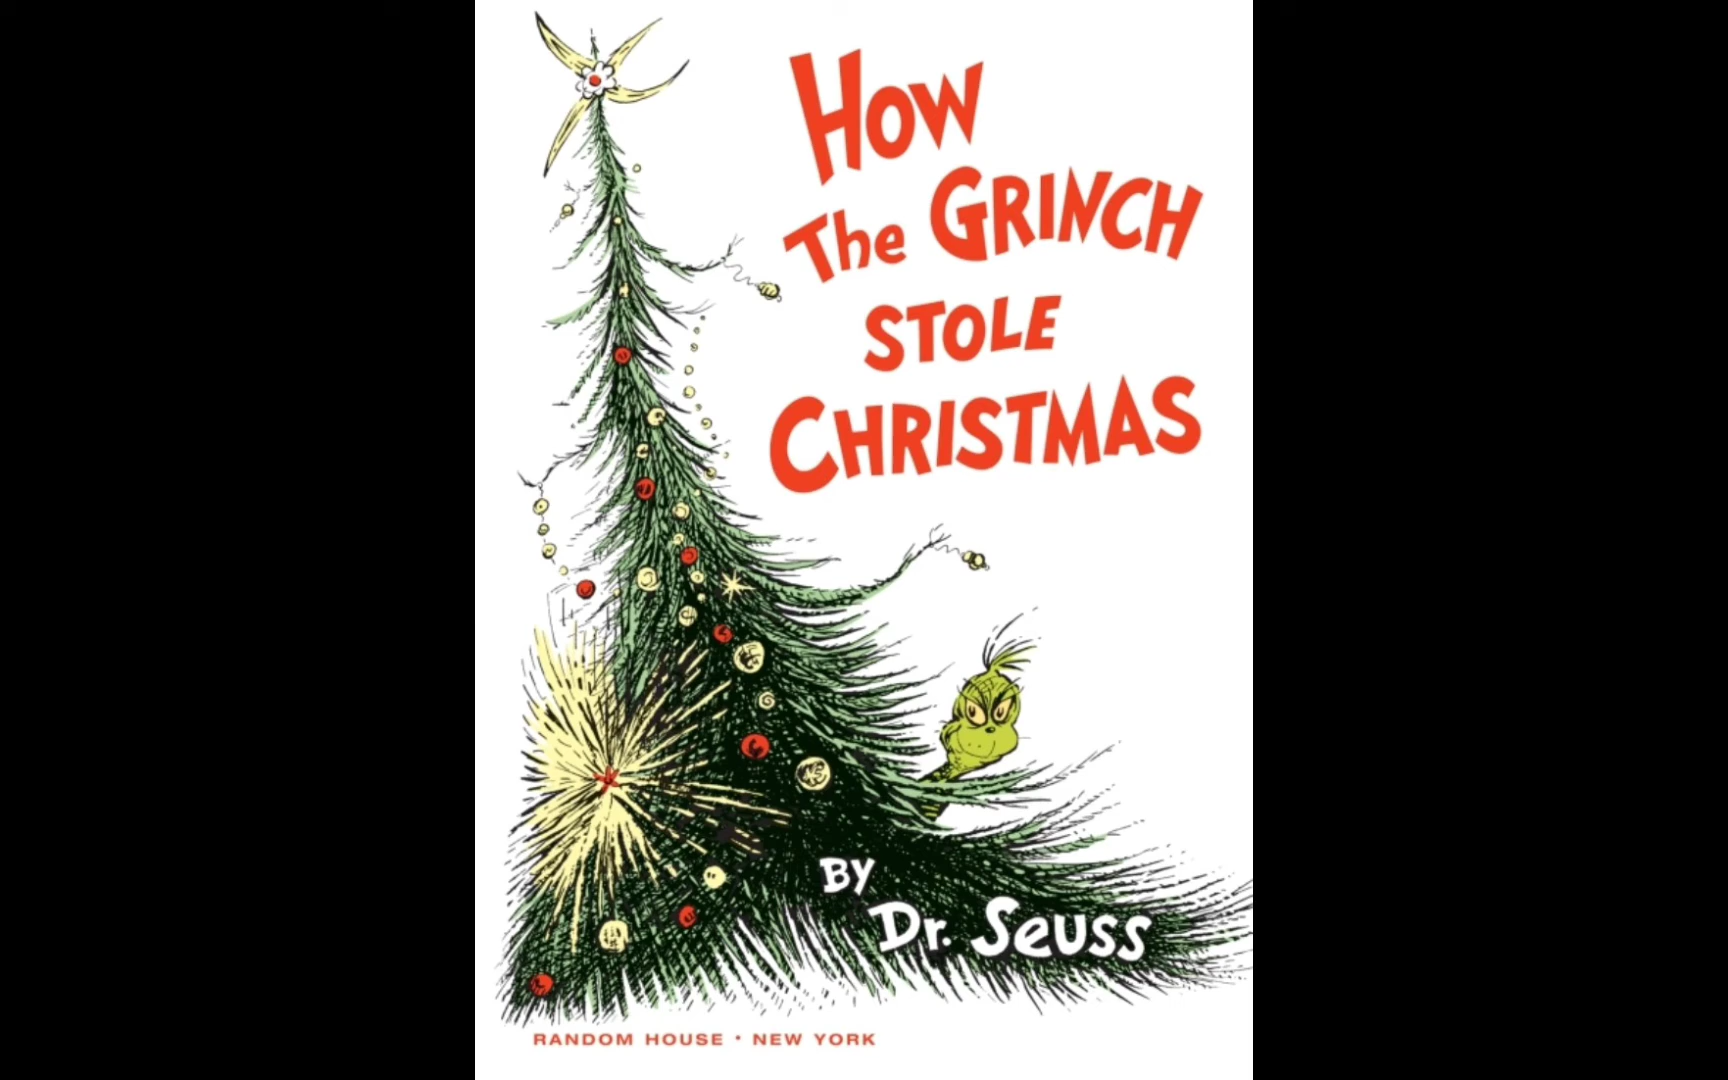 How
The GRINCH
STOLE
CHRISTMAS
BY
Dr. Seuss
RANDOM HOUSE • NEW YORK